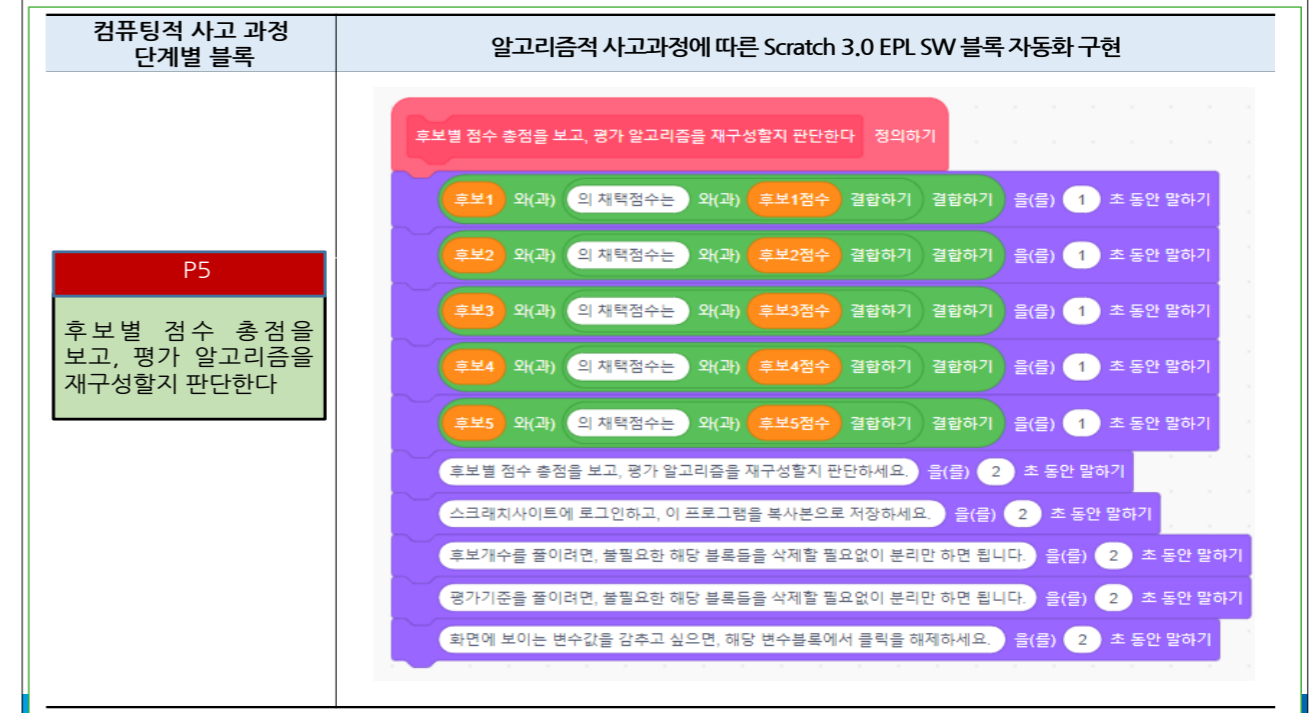 컴퓨팅적 사고 과정
단계별 블록
알고리즘적 사고과정에 따른 Scratch 3.0 EPL SW 블록 자동화 구현
P5
후보별 점수 총점을
보고, 평가 알고리즘을
재구성할지 판단한다
후보별 점수 총점을 보고, 평가 알고리즘을 재구성할지 판단한다 정의하기
후보1 와(과) 의 채택점수는 와(과) 후보1점수 결합하기 결합하기 을(를) 1 초 동안 말하기
후보2 와(과) 의 채택점수는 와(과) 후보2점수 결합하기 결합하기 을(를) 1 초 동안 말하기
후보3 와(과) 의 채택점수는 와(과) 후보3점수 결합하기 결합하기 을(를) 1 초 동안 말하기
후보4 와(과) 의 채택점수는 와(과) 후보4점수 결합하기 결합하기 을(를) 1 초 동안 말하기
후보5 와(과) 의 채택점수는 와(과) 후보5점수 결합하기 결합하기 을(를) 1 초 동안 말하기
후보별 점수 총점을 보고, 평가 알고리즘을 재구성할지 판단하세요. 을(를) 2 초 동안 말하기
스크래치사이트에 로그인하고, 이 프로그램을 복사본으로 저장하세요. 을(를) 2 초 동안 말하기
후보개수를 줄이려면, 불필요한 해당 블록들을 삭제할 필요없이 분리만 하면 됩니다. 을(를) 2 초 동안 말하기
평가기준을 줄이려면, 불필요한 해당 블록들을 삭제할 필요없이 분리만 하면 됩니다. 을(를) 2 초 동안 말하기
화면에 보이는 변수값을 감추고 싶으면, 해당 변수블록에서 클릭을 해제하세요. 을(를) 2 초 동안 말하기